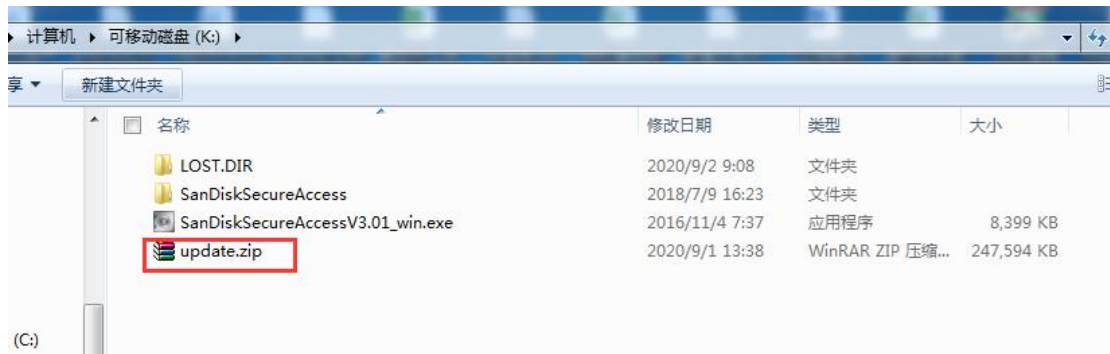 计算机 ▶ 可移动磁盘 (K:) ▶
享 ▼ 新建文件夹
名称 修改日期 类型 大小
LOST.DIR 2020/9/2 9:08 文件夹
SanDiskSecureAccess 2018/7/9 16:23 文件夹
SanDiskSecureAccessV3.01_win.exe 2016/11/4 7:37 应用程序 8,399 KB
update.zip 2020/9/1 13:38 WinRAR ZIP 压缩... 247,594 KB
(C:)